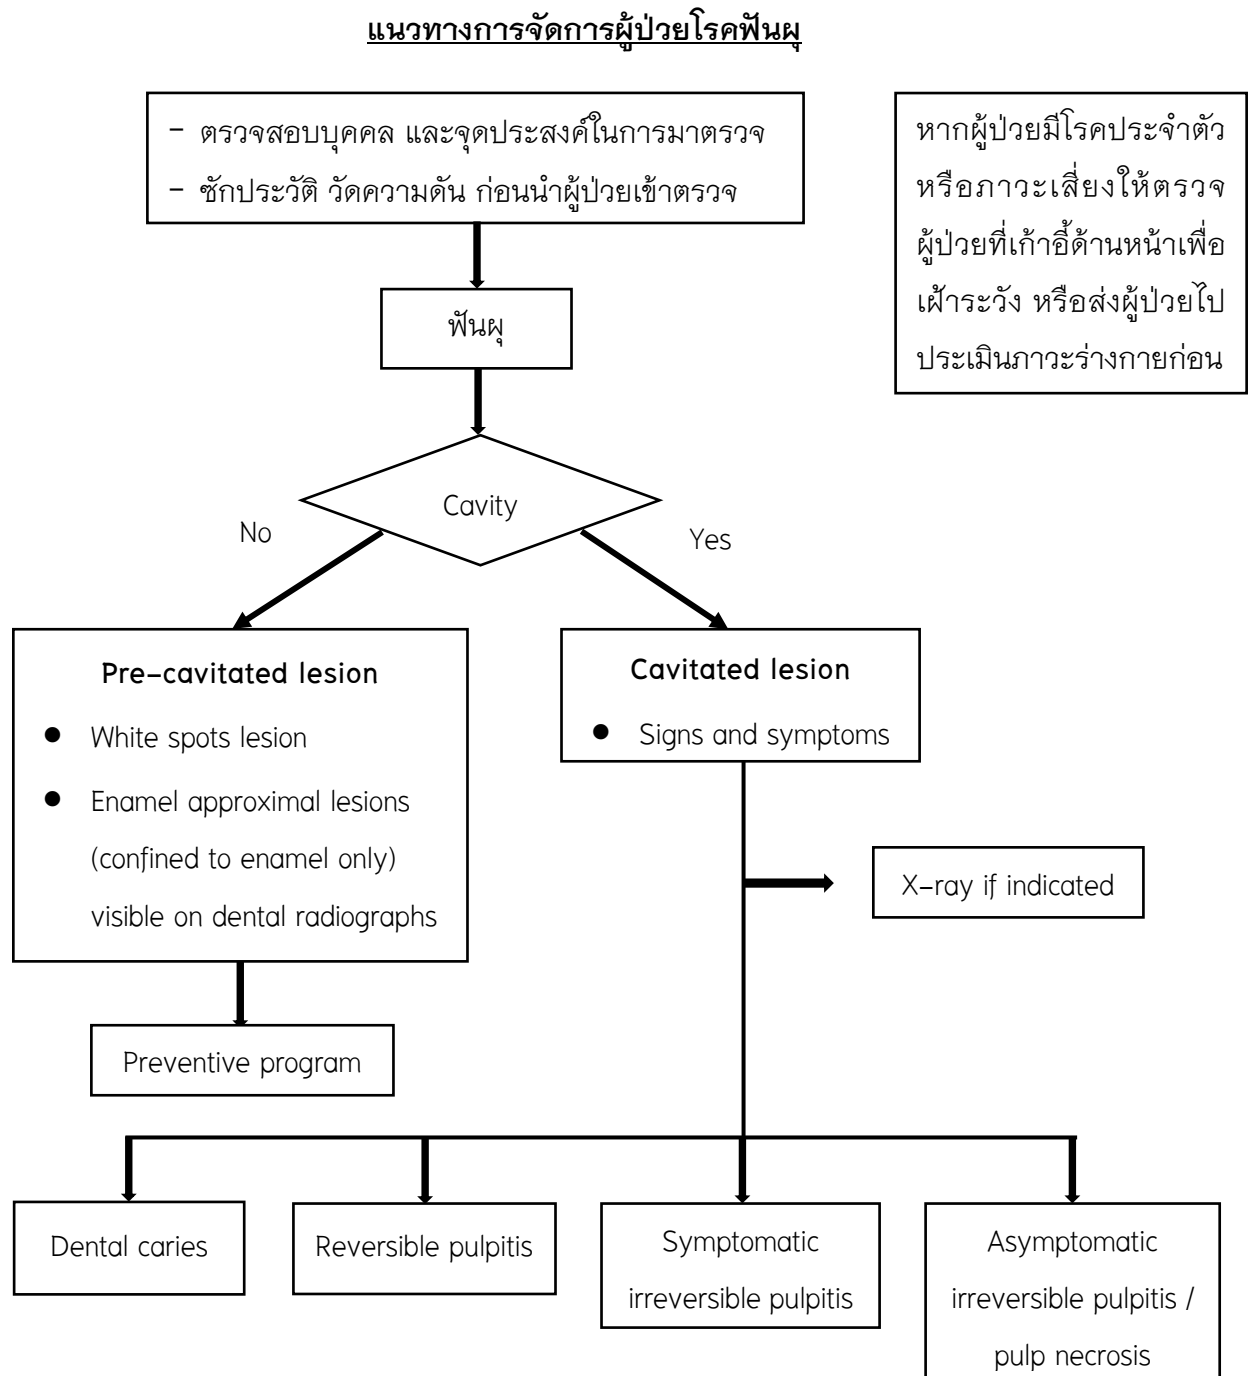 แนวทางการจัดการผู้ป่วยโรคฟันผุ
- ตรวจสอบบุคคล และจุดประสงค์ในการมาตรวจ
- ซักประวัติ วัดความดัน ก่อนนำผู้ป่วยเข้าตรวจ
หากผู้ป่วยมีโรคประจำตัว
หรือภาวะเสี่ยงให้ตรวจ
ผู้ป่วยที่เก้าอี้ด้านหน้าเพื่อ
เฝ้าระวัง หรือส่งผู้ป่วยไป
ประเมินภาวะร่างกายก่อน
ฟันผุ
Cavity
No
Yes
Pre-cavitated lesion
● White spots lesion
● Enamel approximal lesions
(confined to enamel only)
visible on dental radiographs
Cavitated lesion
● Signs and symptoms
X-ray if indicated
Preventive program
Dental caries
Reversible pulpitis
Symptomatic
irreversible pulpitis
Asymptomatic
irreversible pulpitis /
pulp necrosis